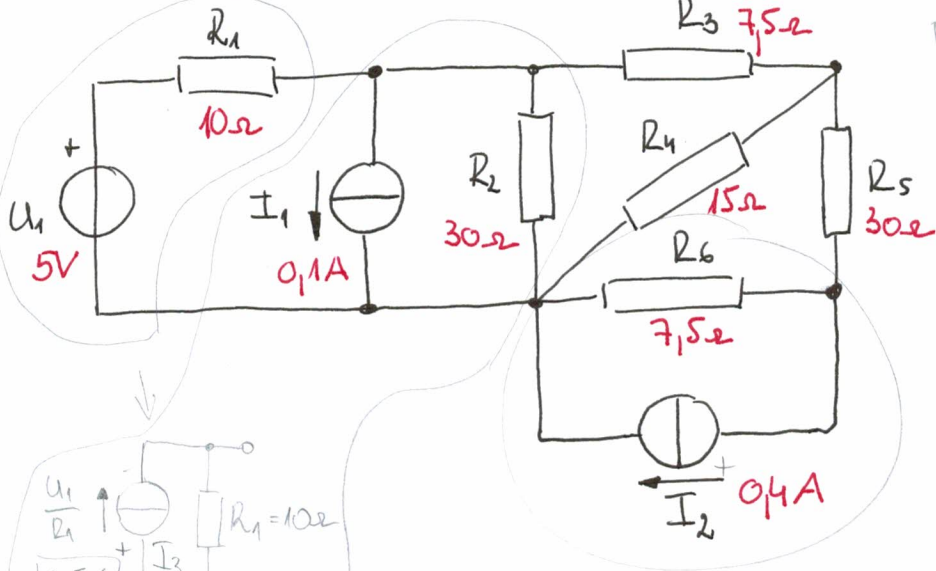 R₁
10Ω
R₃ 7,5Ω
+
U₁
5V
I₁
0,1A
R₂
30Ω
R₄
15Ω
R₅
30Ω
R₆
7,5Ω
+
I₂
0,4A
U₁
R₁
R₁=10Ω
+